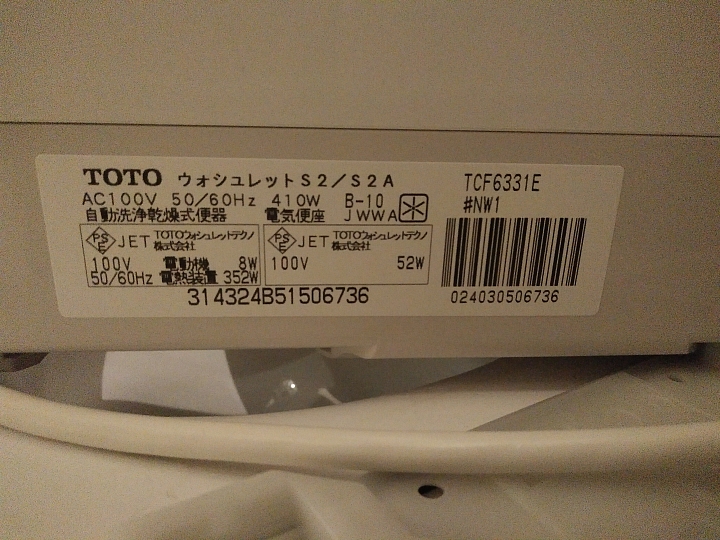 TOTO ウォシュレットS2/S2A
TCF6331E
#NW1
AC100V 50/60Hz 410W B-10
自動洗浄乾燥式便器 電気便座 JWWA
PSE JET TOTOウォシュレットテクノ
株式会社
100V 電動機 8W
50/60Hz 電熱装置 352W
PSE JET TOTOウォシュレットテクノ
株式会社
100V 52W
314324B51506736
024030506736